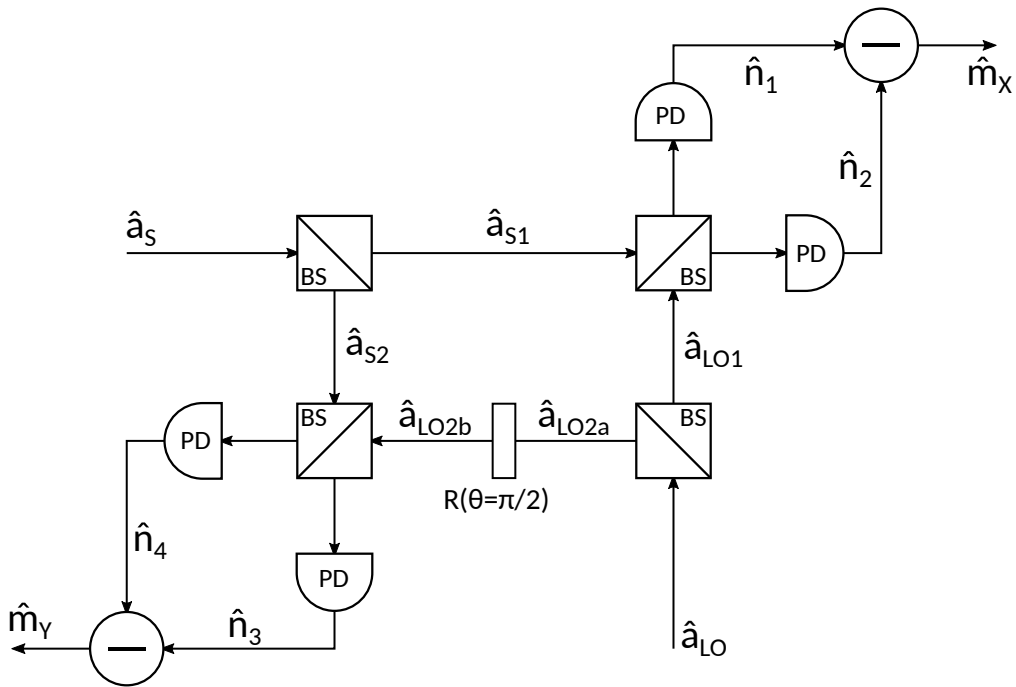 n̂₁
m̂X
PD
n̂₂
âS
âS1
PD
BS
BS
âS2
âLO1
BS
âLO2b
âLO2a
BS
PD
R(θ=π/2)
n̂₄
PD
m̂Y
n̂₃
âLO